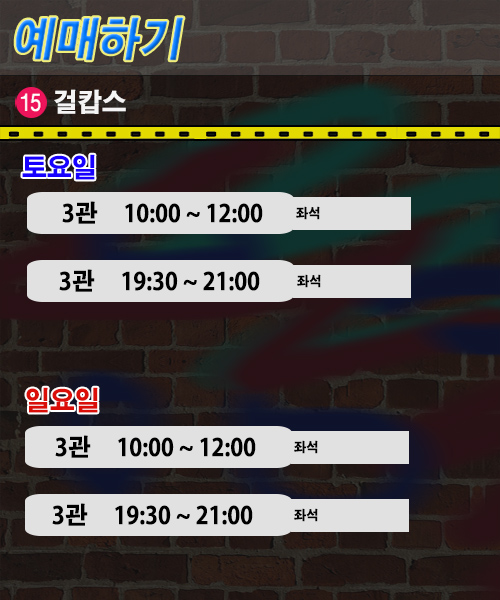 예매하기
15 걸캅스
토요일
3관 10:00 ~ 12:00 좌석
3관 19:30 ~ 21:00 좌석
일요일
3관 10:00 ~ 12:00 좌석
3관 19:30 ~ 21:00 좌석